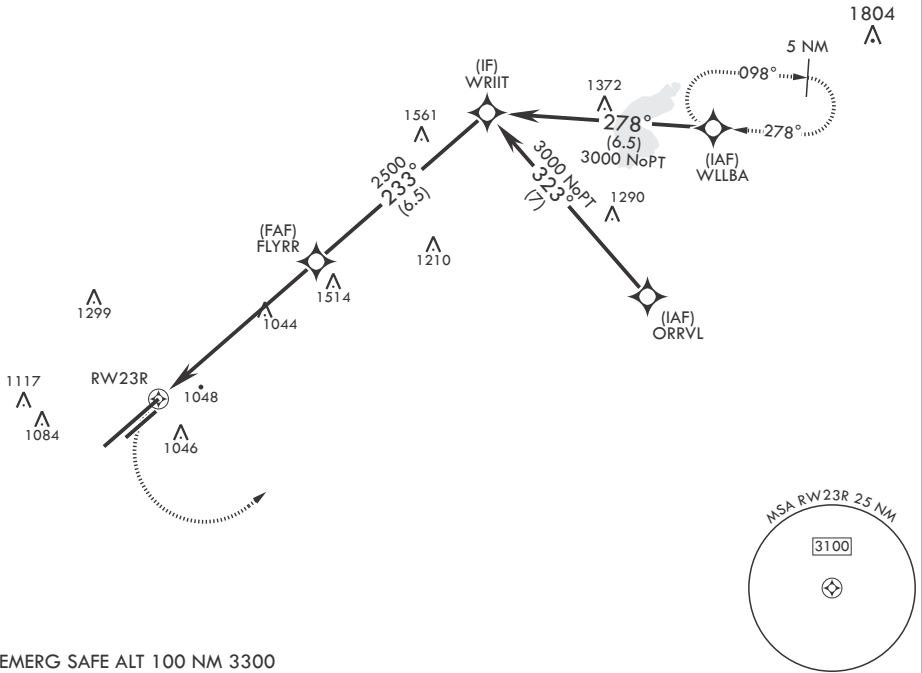 1804
5 NM
098°
(IF)
WRIIT
1372
278°
(6.5)
3000 NoPT
278°
(IAF)
WLLBA
1561
2500
233°
(6.5)
3000 NoPT
323°
(7)
1290
(FAF)
FLYRR
1210
1514
1299
1044
(IAF)
ORRVL
RW23R
1048
1117
1084
1046
MSA RW23R 25 NM
3100
EMERG SAFE ALT 100 NM 3300